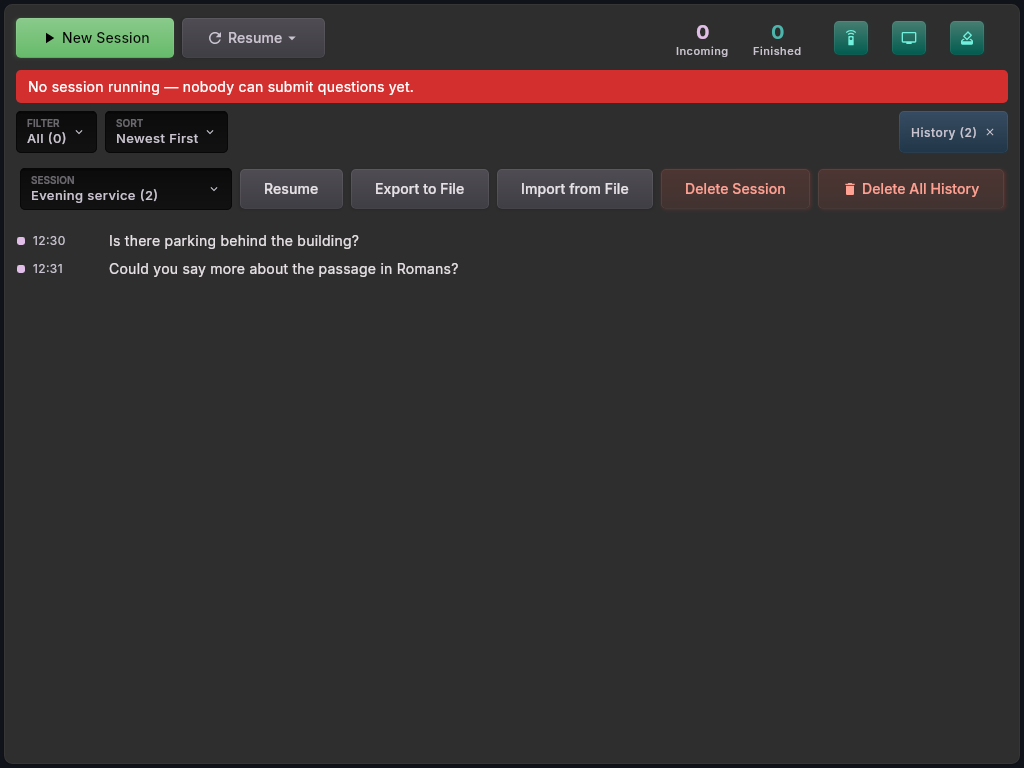 New Session
Resume
0
Incoming
0
Finished
No session running — nobody can submit questions yet.
FILTER
All (0)
SORT
Newest First
History (2) ×
SESSION
Evening service (2)
Resume
Export to File
Import from File
Delete Session
Delete All History
12:30 Is there parking behind the building?
12:31 Could you say more about the passage in Romans?